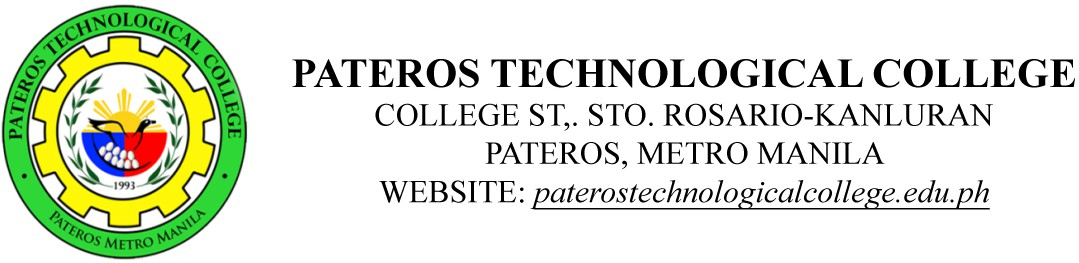 PATEROS TECHNOLOGICAL COLLEGE
1993
PATEROS METRO MANILA
PATEROS TECHNOLOGICAL COLLEGE
COLLEGE ST,. STO. ROSARIO-KANLURAN
PATEROS, METRO MANILA
WEBSITE: paterostechnologicalcollege.edu.ph